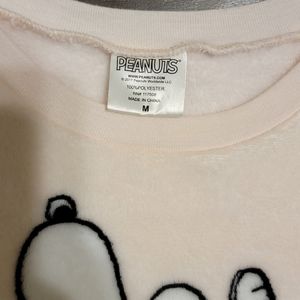 PEANUTS
WWW.PEANUTS.COM
© 2017 Peanuts Worldwide LLC
100%POLYESTER
MADE IN CHINA
M